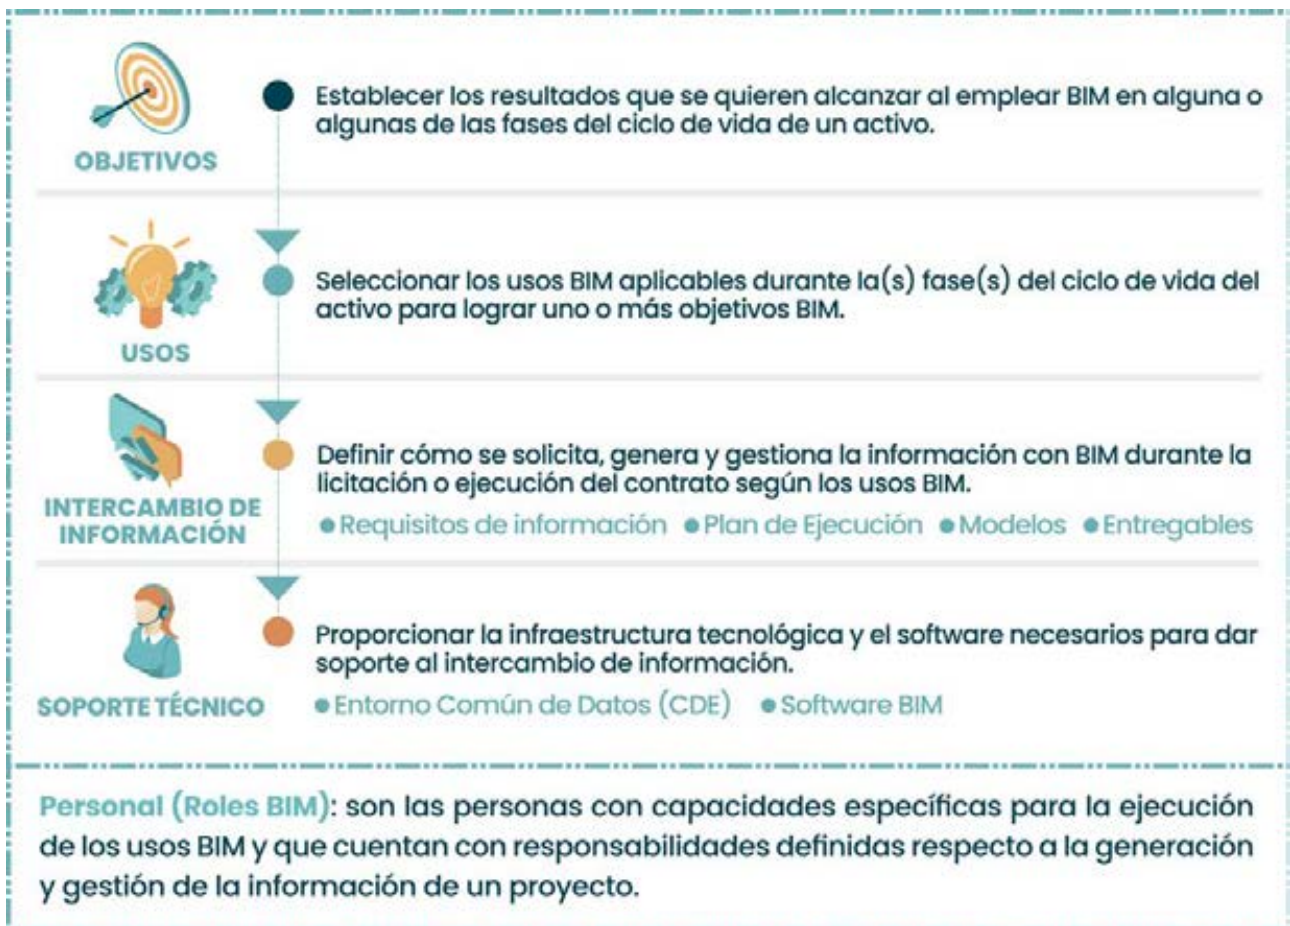 OBJETIVOS
Establecer los resultados que se quieren alcanzar al emplear BIM en alguna o
algunas de las fases del ciclo de vida de un activo.
USOS
Seleccionar los usos BIM aplicables durante la(s) fase(s) del ciclo de vida del
activo para lograr uno o más objetivos BIM.
INTERCAMBIO DE
INFORMACIÓN
Definir cómo se solicita, genera y gestiona la información con BIM durante la
licitación o ejecución del contrato según los usos BIM.
● Requisitos de información ● Plan de Ejecución ● Modelos ● Entregables
SOPORTE TÉCNICO
Proporcionar la infraestructura tecnológica y el software necesarios para dar
soporte al intercambio de información.
● Entorno Común de Datos (CDE) ● Software BIM
Personal (Roles BIM): son las personas con capacidades específicas para la ejecución
de los usos BIM y que cuentan con responsabilidades definidas respecto a la generación
y gestión de la información de un proyecto.